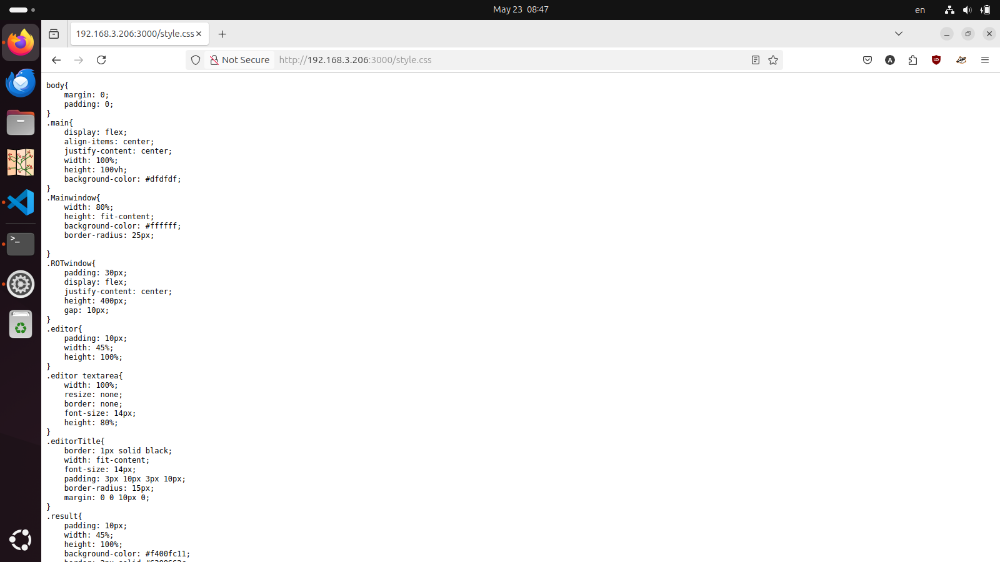 May 23 08:47
en
192.168.3.206:3000/style.css
Not Secure
http://192.168.3.206:3000/style.css
body{
    margin: 0;
    padding: 0;
}
.main{
    display: flex;
    align-items: center;
    justify-content: center;
    width: 100%;
    height: 100vh;
    background-color: #dfdfdf;
}
.Mainwindow{
    width: 80%;
    height: fit-content;
    background-color: #ffffff;
    border-radius: 25px;

}
.ROTwindow{
    padding: 30px;
    display: flex;
    justify-content: center;
    height: 400px;
    gap: 10px;
}
.editor{
    padding: 10px;
    width: 45%;
    height: 100%;
}
.editor textarea{
    width: 100%;
    resize: none;
    border: none;
    font-size: 14px;
    height: 80%;
}
.editorTitle{
    border: 1px solid black;
    width: fit-content;
    font-size: 14px;
    padding: 3px 10px 3px 10px;
    border-radius: 15px;
    margin: 0 0 10px 0;
}
.result{
    padding: 10px;
    width: 45%;
    height: 100%;
    background-color: #f400fc11;
    border: 2px solid